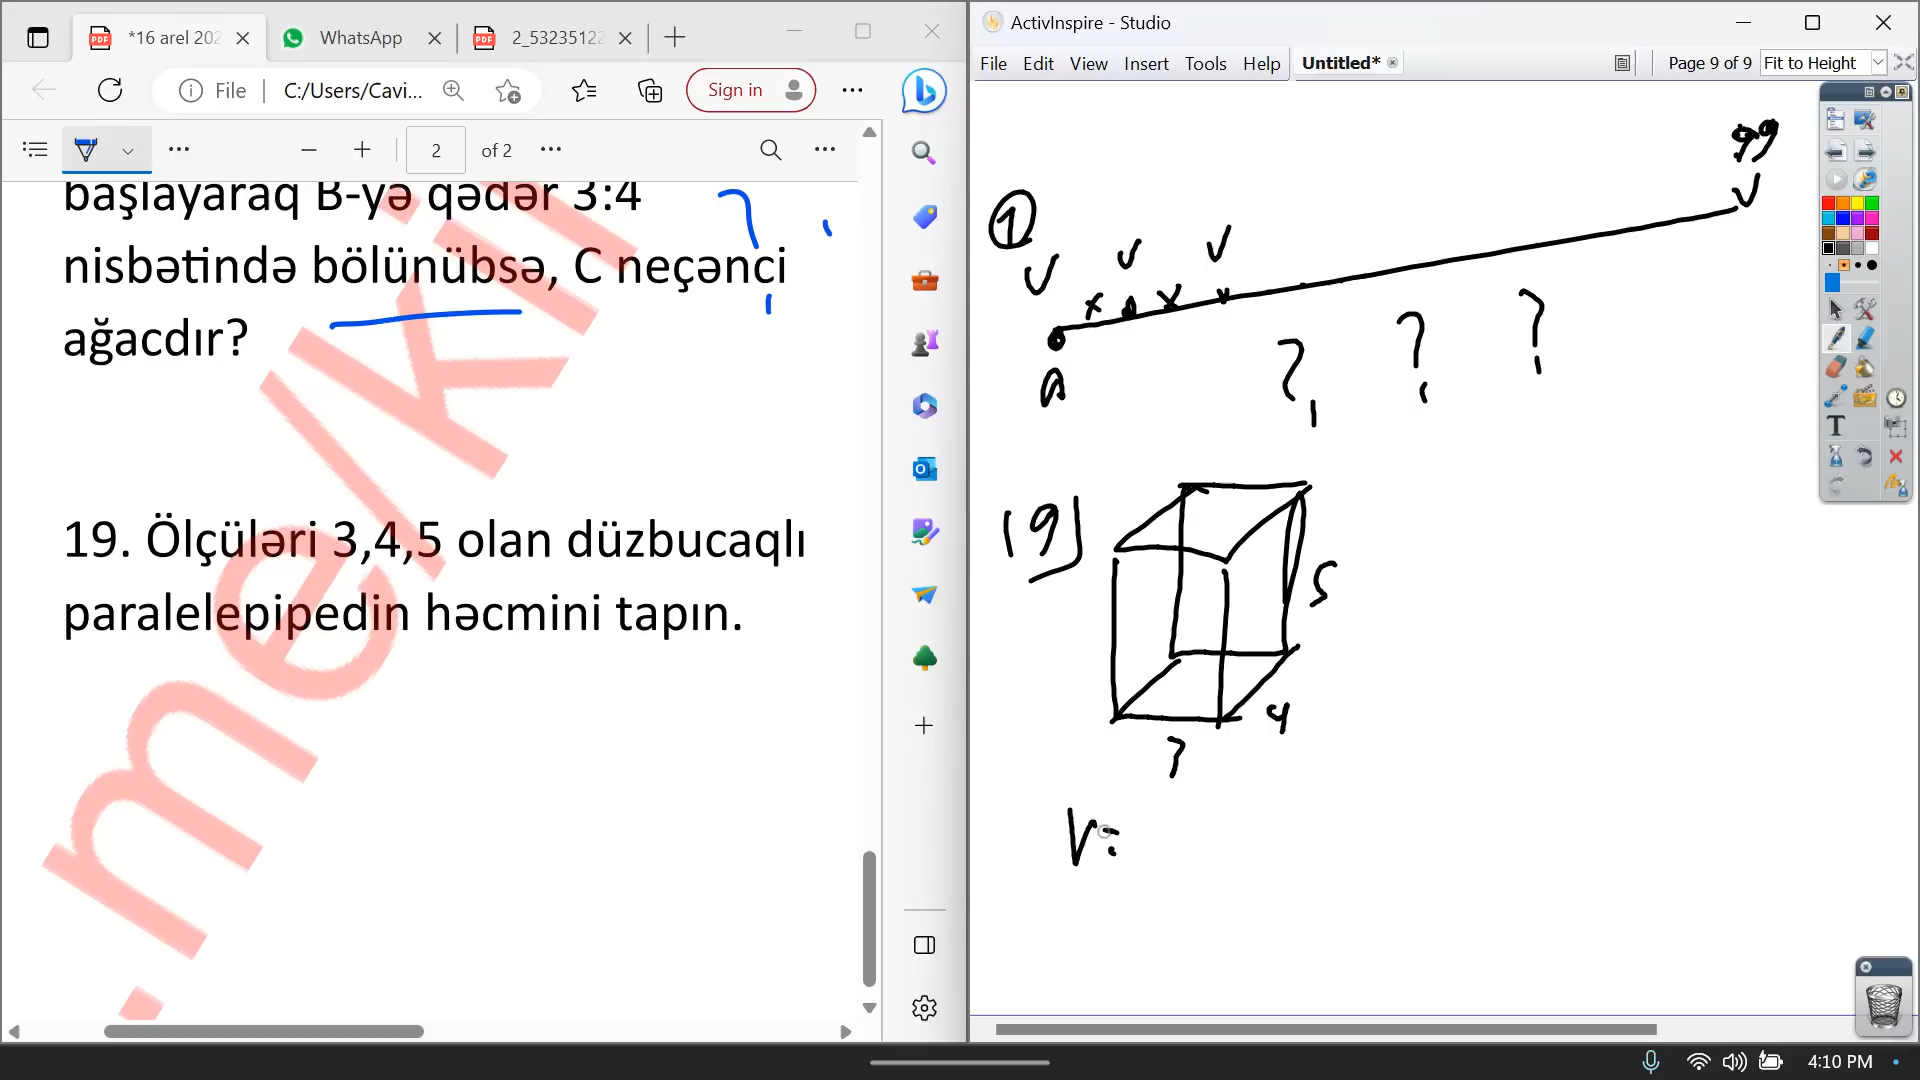 *16 arel 202
WhatsApp
2_53235122
File
C:/Users/Cavi...
Sign in
2 of 2
başlayaraq B-yə qədər 3:4
nisbətində bölünübsə, C neçənci
ağacdır?
19. Ölçüləri 3,4,5 olan düzbucaqlı
paralelepipedin həcmini tapın.
ActivInspire - Studio
File Edit View Insert Tools Help
Untitled*
Page 9 of 9
Fit to Height
99
1
A
? ? ?
19
5
4
3
V=
4:10 PM